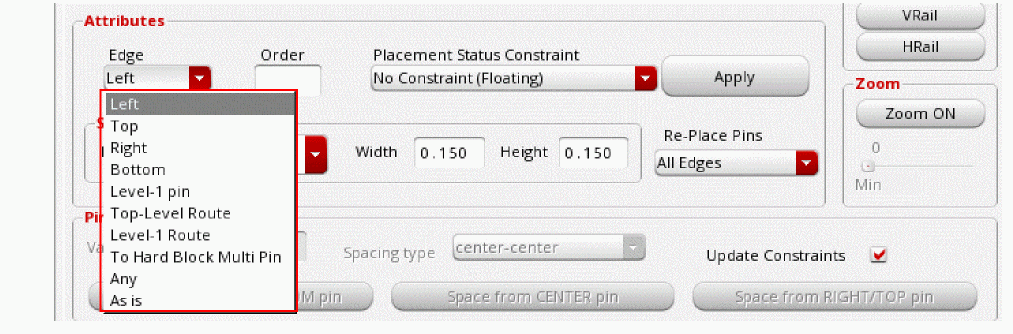 Attributes
VRail
HRail
Edge
Order
Placement Status Constraint
Left
No Constraint (Floating)
Apply
Zoom
Zoom ON
Left
Top
Right
Bottom
Level-1 pin
Top-Level Route
Level-1 Route
To Hard Block Multi Pin
Any
As is
Width
0.150
Height
0.150
Re-Place Pins
All Edges
0
Min
Spacing type
center-center
Update Constraints
pin
Space from CENTER pin
Space from RIGHT/TOP pin